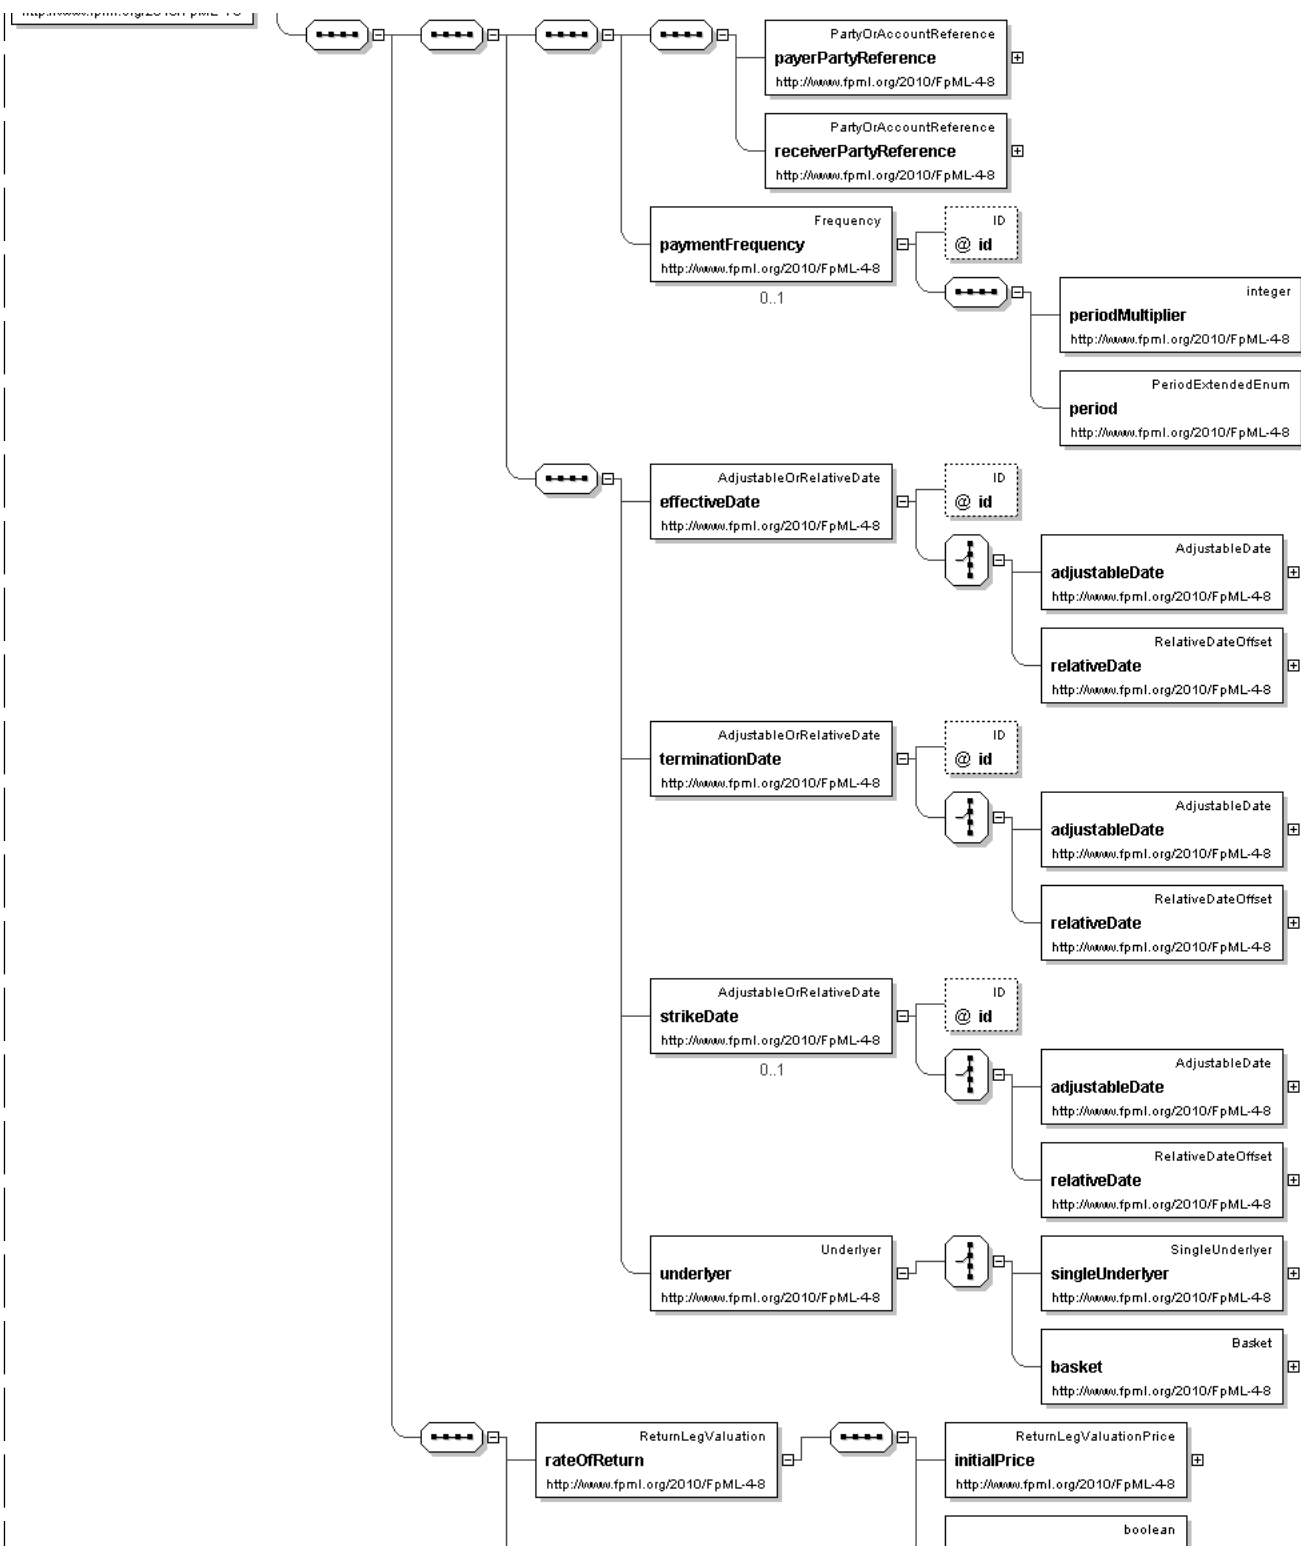 PartyOrAccountReference
payerPartyReference
http://www.fpml.org/2010/FpML-4-8
PartyOrAccountReference
receiverPartyReference
http://www.fpml.org/2010/FpML-4-8
Frequency
paymentFrequency
http://www.fpml.org/2010/FpML-4-8
0..1
ID
@ id
integer
periodMultiplier
http://www.fpml.org/2010/FpML-4-8
PeriodExtendedEnum
period
http://www.fpml.org/2010/FpML-4-8
AdjustableOrRelativeDate
effectiveDate
http://www.fpml.org/2010/FpML-4-8
ID
@ id
AdjustableDate
adjustableDate
http://www.fpml.org/2010/FpML-4-8
RelativeDateOffset
relativeDate
http://www.fpml.org/2010/FpML-4-8
AdjustableOrRelativeDate
terminationDate
http://www.fpml.org/2010/FpML-4-8
ID
@ id
AdjustableDate
adjustableDate
http://www.fpml.org/2010/FpML-4-8
RelativeDateOffset
relativeDate
http://www.fpml.org/2010/FpML-4-8
AdjustableOrRelativeDate
strikeDate
http://www.fpml.org/2010/FpML-4-8
0..1
ID
@ id
AdjustableDate
adjustableDate
http://www.fpml.org/2010/FpML-4-8
RelativeDateOffset
relativeDate
http://www.fpml.org/2010/FpML-4-8
Underlyer
underlyer
http://www.fpml.org/2010/FpML-4-8
SingleUnderlyer
singleUnderlyer
http://www.fpml.org/2010/FpML-4-8
Basket
basket
http://www.fpml.org/2010/FpML-4-8
ReturnLegValuation
rateOfReturn
http://www.fpml.org/2010/FpML-4-8
ReturnLegValuationPrice
initialPrice
http://www.fpml.org/2010/FpML-4-8
boolean